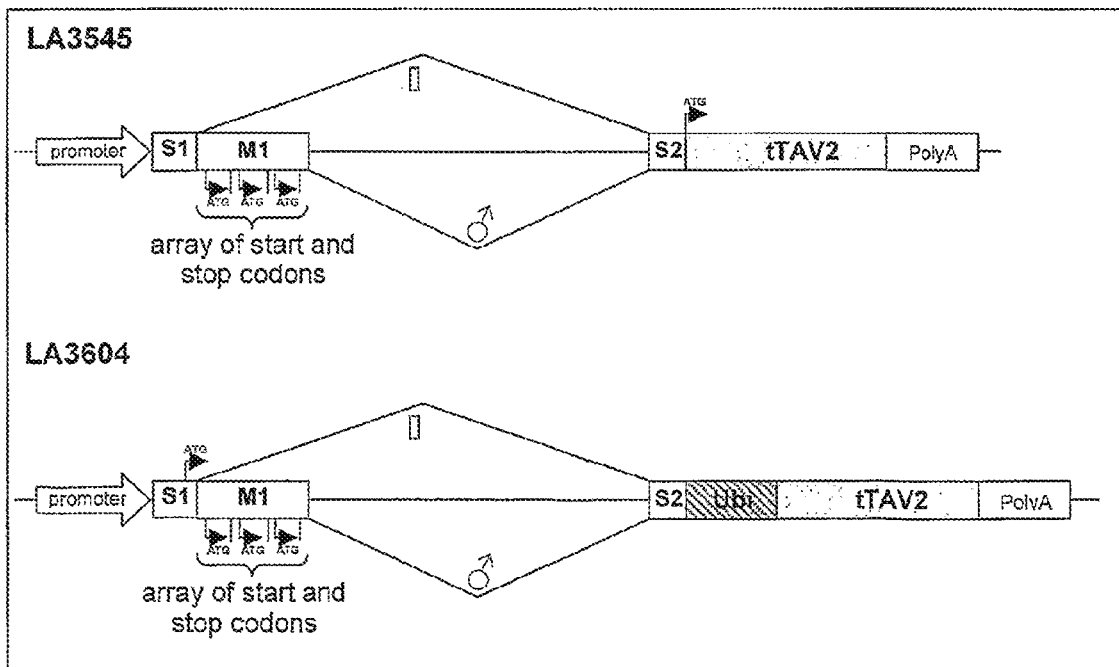 LA3545
ATG
promoter S1 M1 S2 tTAV2 PolyA
ATG ATG ATG
array of start and
stop codons
LA3604
ATG
promoter S1 M1 S2 Ubi tTAV2 PolyA
ATG ATG ATG
array of start and
stop codons